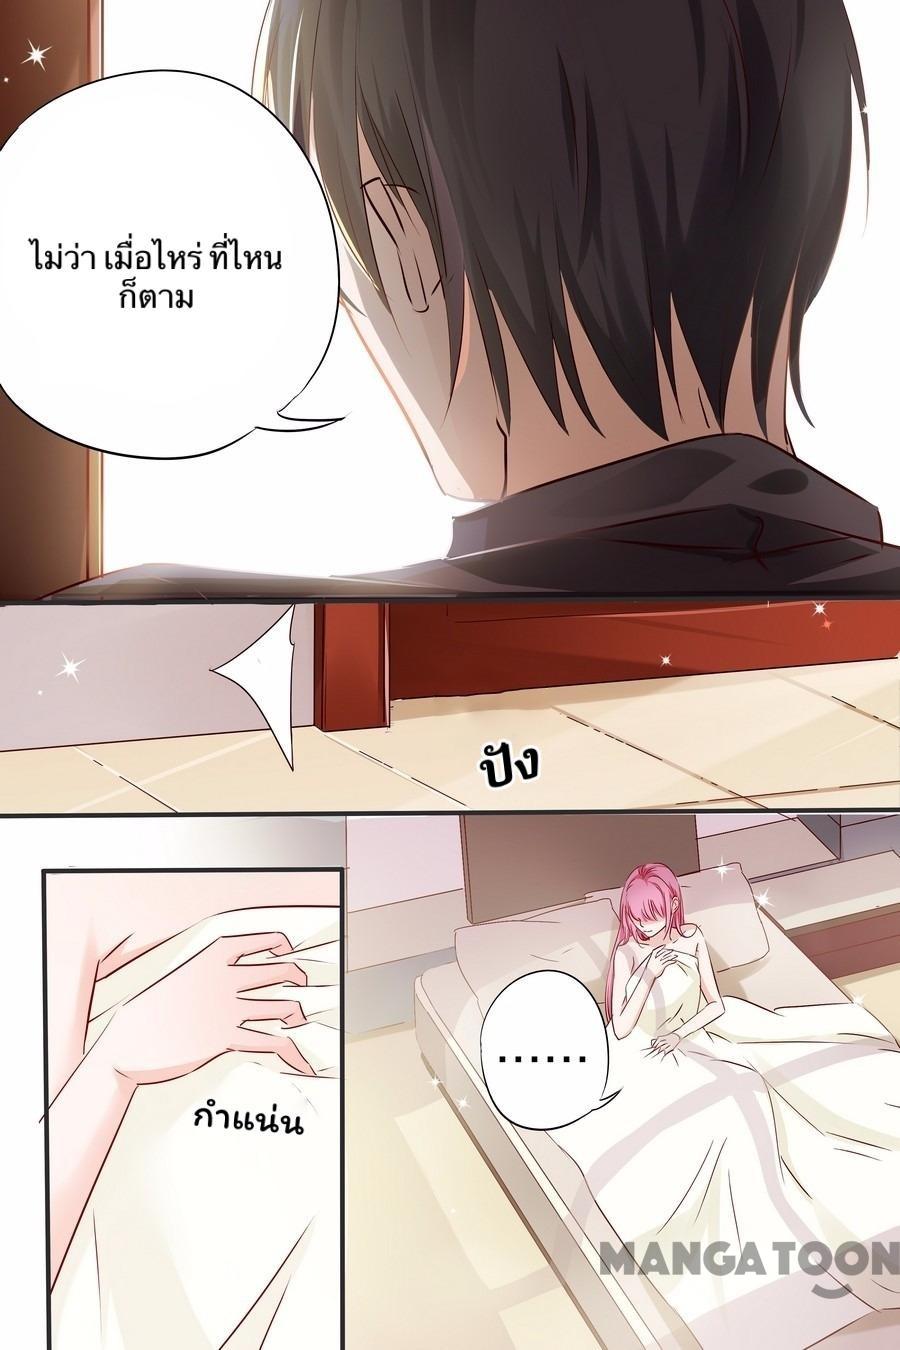 ไม่ว่า เมื่อไหร่ ที่ไหน
ก็ตาม
ปัง
กำแน่น
......
MANGATOON